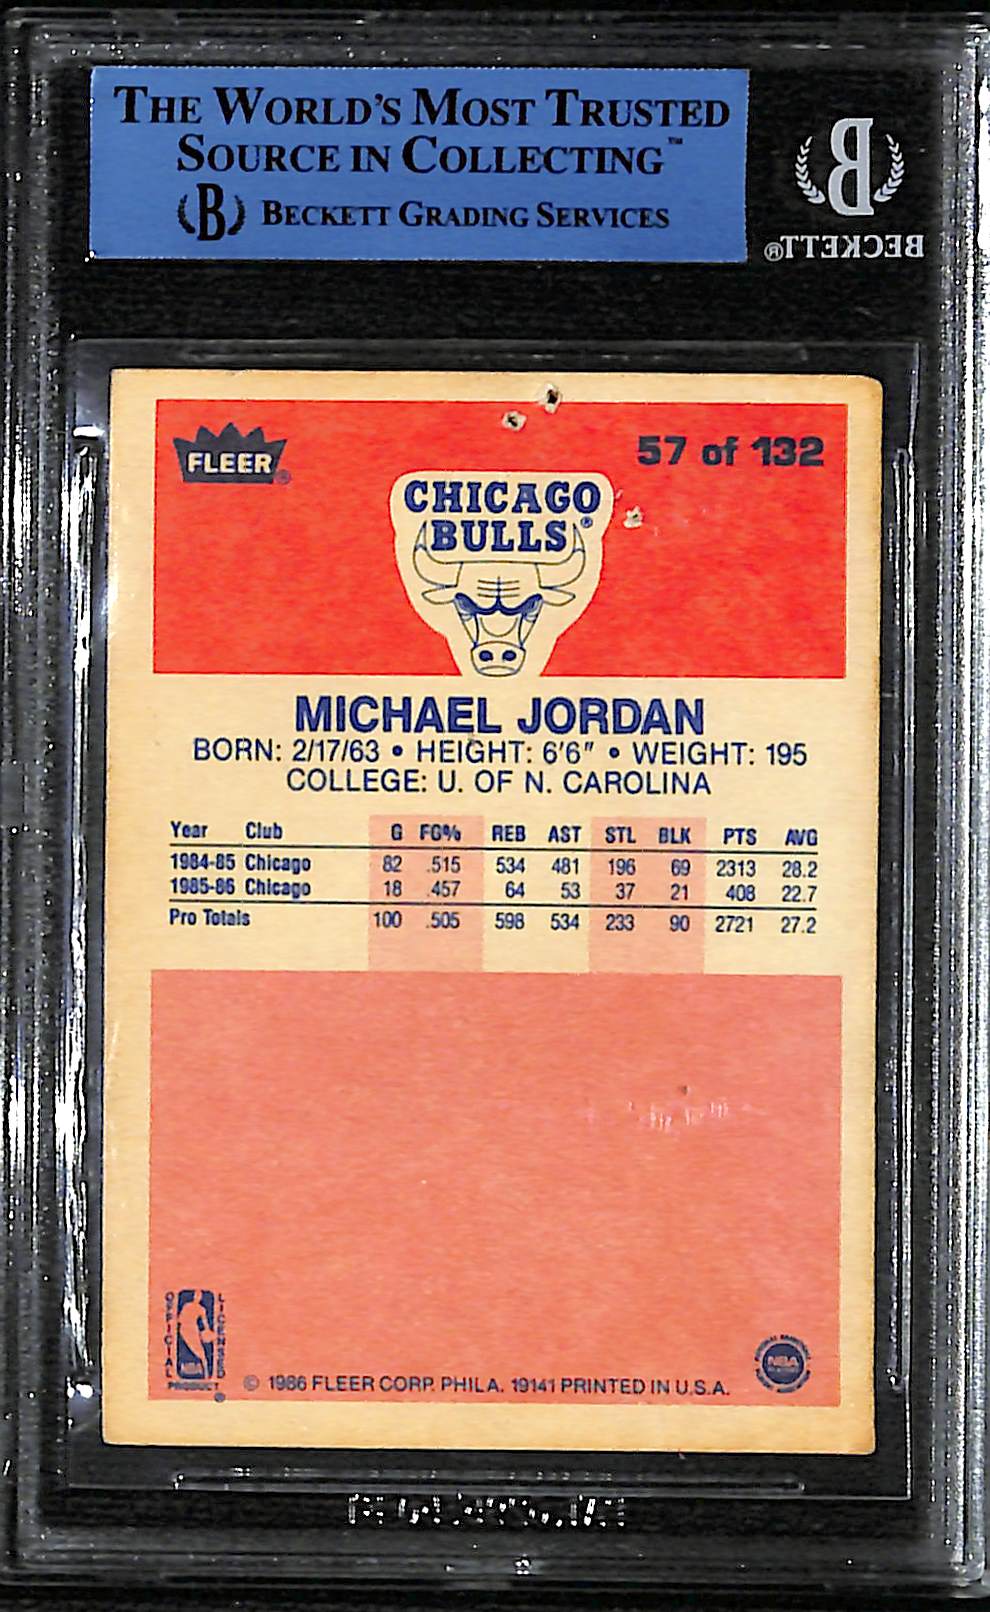 THE WORLD'S MOST TRUSTED
SOURCE IN COLLECTING™
B BECKETT GRADING SERVICES
B
BECKETT®
FLEER®
57 of 132
CHICAGO
BULLS®
MICHAEL JORDAN
BORN: 2/17/63 • HEIGHT: 6'6" • WEIGHT: 195
COLLEGE: U. OF N. CAROLINA
Year Club G FG% REB AST STL BLK PTS AVG
1984-85 Chicago 82 .515 534 481 196 69 2313 28.2
1985-86 Chicago 18 .457 64 53 37 21 408 22.7
Pro Totals 100 .505 598 534 233 90 2721 27.2
OFFICIAL
LICENSED
NBA
PRODUCT®
© 1986 FLEER CORP. PHILA. 19141 PRINTED IN U.S.A.
NBA